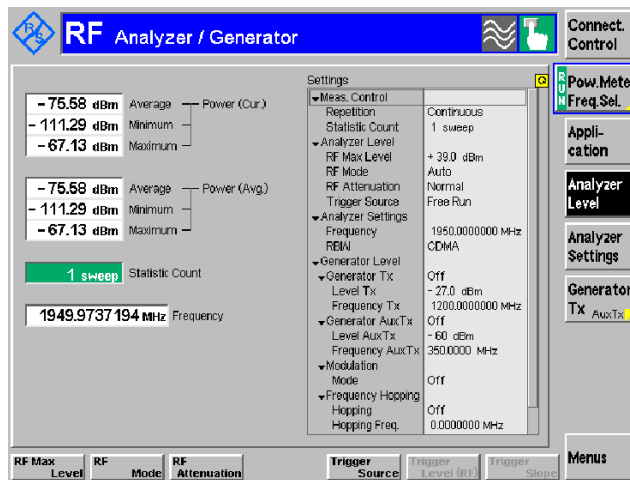 R&S
RF Analyzer / Generator
Connect. Control
RUN
Pow.Mete Freq.Sel.
Appli- cation
Analyzer Level
Analyzer Settings
Generator Tx AuxTx
Menus
- 75.58 dBm Average Power (Cur.)
- 111.29 dBm Minimum
- 67.13 dBm Maximum
- 75.58 dBm Average Power (Avg.)
- 111.29 dBm Minimum
- 67.13 dBm Maximum
1 sweep Statistic Count
1949.9737194 MHz Frequency
Settings
Q
Meas. Control
Repetition Continuous
Statistic Count 1 sweep
Analyzer Level
RF Max Level + 39.0 dBm
RF Mode Auto
RF Attenuation Normal
Trigger Source Free Run
Analyzer Settings
Frequency 1950.0000000 MHz
RBW CDMA
Generator Level
Generator Tx Off
Level Tx - 27.0 dBm
Frequency Tx 1200.0000000 MHz
Generator AuxTx Off
Level AuxTx - 60 dBm
Frequency AuxTx 350.0000 MHz
Modulation
Mode Off
Frequency Hopping
Hopping Off
Hopping Freq. 0.0000000 MHz
RF Max Level
RF Mode
RF Attenuation
Trigger Source
Trigger Level (RF)
Trigger Slope